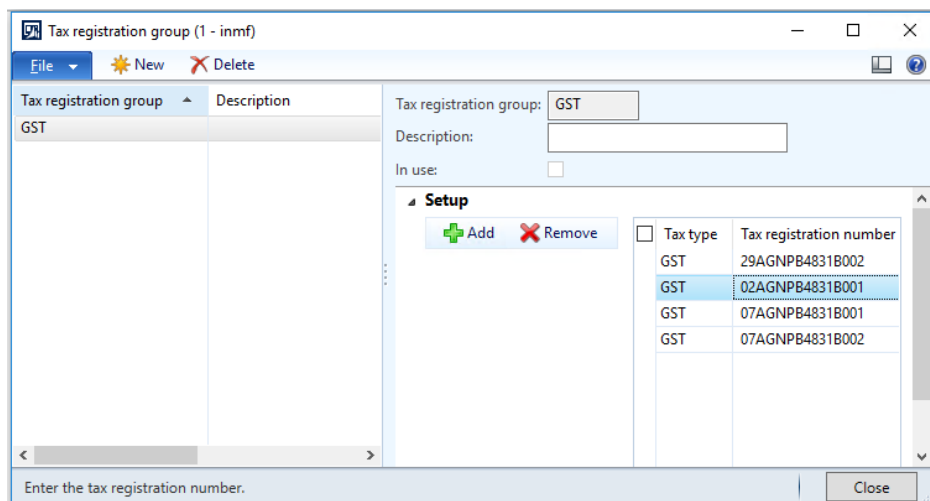 Tax registration group (1 - inmf)
File New Delete
Tax registration group Description
GST
Tax registration group: GST
Description:
In use:
Setup
Add Remove
Tax type Tax registration number
GST 29AGNPB4831B002
GST 02AGNPB4831B001
GST 07AGNPB4831B001
GST 07AGNPB4831B002
Enter the tax registration number.
Close